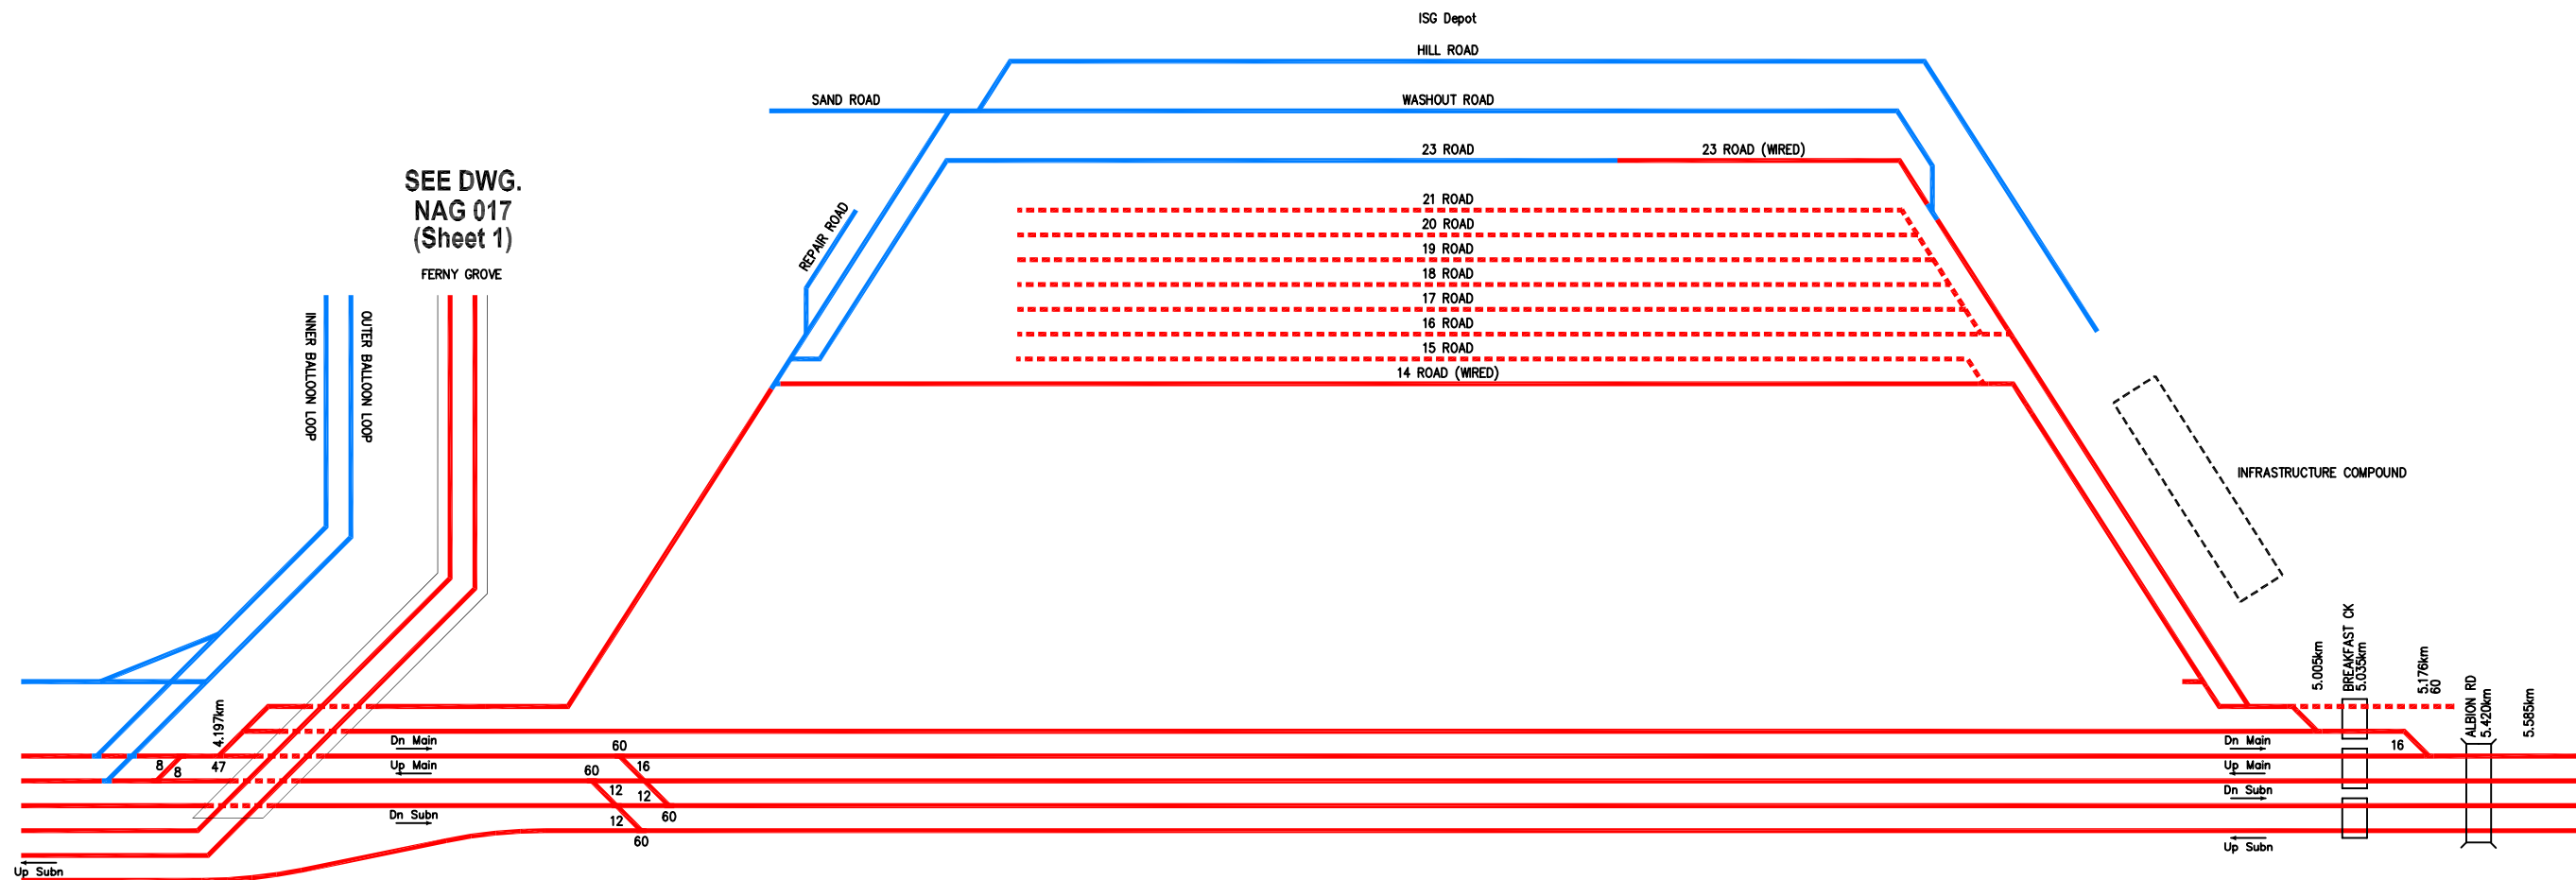 ISG Depot
HILL ROAD
SAND ROAD
WASHOUT ROAD
23 ROAD
23 ROAD (WIRED)
SEE DWG.
NAG 017
(Sheet 1)
FERNY GROVE
REPAIR ROAD
21 ROAD
20 ROAD
19 ROAD
18 ROAD
17 ROAD
16 ROAD
15 ROAD
14 ROAD (WIRED)
INNER BALLOON LOOP
OUTER BALLOON LOOP
INFRASTRUCTURE COMPOUND
4.197km
5.005km
BREAKFAST CK
5.035km
5.176km
60
ALBION RD
5.420km
5.585km
Dn Main
60
Dn Main
16
8
8
47
Up Main
60
16
Up Main
12
12
Dn Subn
Dn Subn
12
60
60
Up Subn
Up Subn